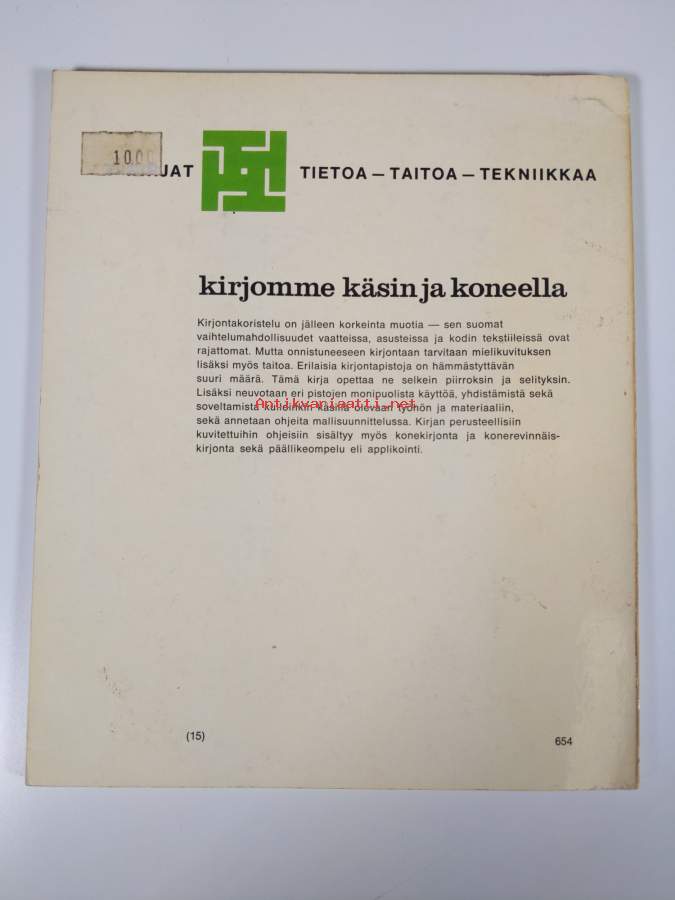 10.00
TIETOA — TAITOA — TEKNIIKKAA
kirjomme käsin ja koneella
Kirjontakoristelu on jälleen korkeinta muotia — sen suomat
vaihtelumahdollisuudet vaatteissa, asusteissa ja kodin tekstiileissä ovat
rajattomat. Mutta onnistuneeseen kirjontaan tarvitaan mielikuvituksen
lisäksi myös taitoa. Erilaisia kirjontapistoja on hämmästyttävän
suuri määrä. Tämä kirja opettaa ne selkein piirroksin ja selityksin.
Lisäksi neuvotaan eri pistojen monipuolista käyttöä, yhdistämistä sekä
Antikvariaatti.net
soveltamista kulleinkin käsillä olevaan työhön ja materiaaliin,
sekä annetaan ohjeita mallisuunnittelussa. Kirjan perusteellisiin
kuvitettuihin ohjeisiin sisältyy myös konekirjonta ja konerevinnäis-
kirjonta sekä päällikeompelu eli applikointi.
(15)
654